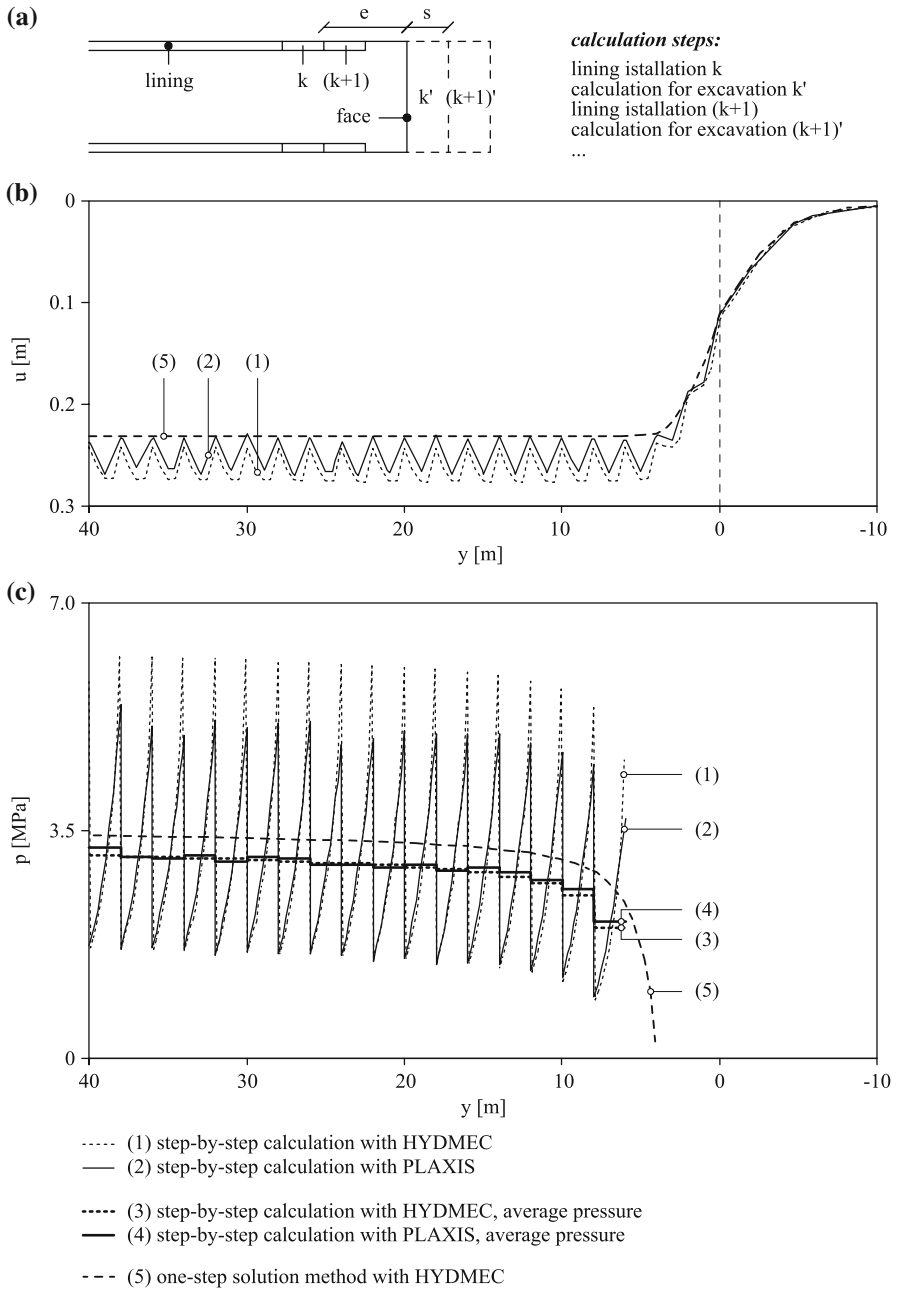 (a)
e
s
lining
k
(k+1)
k'
(k+1)'
face
calculation steps:
lining istallation k
calculation for excavation k'
lining istallation (k+1)
calculation for excavation (k+1)'
...
(b)
0
0.1
0.2
0.3
u [m]
(5)
(2)
(1)
40
30
20
10
0
-10
y [m]
(c)
7.0
3.5
0
p [MPa]
(1)
(2)
(4)
(3)
(5)
40
30
20
10
0
-10
y [m]
(1) step-by-step calculation with HYDMEC
(2) step-by-step calculation with PLAXIS
(3) step-by-step calculation with HYDMEC, average pressure
(4) step-by-step calculation with PLAXIS, average pressure
(5) one-step solution method with HYDMEC